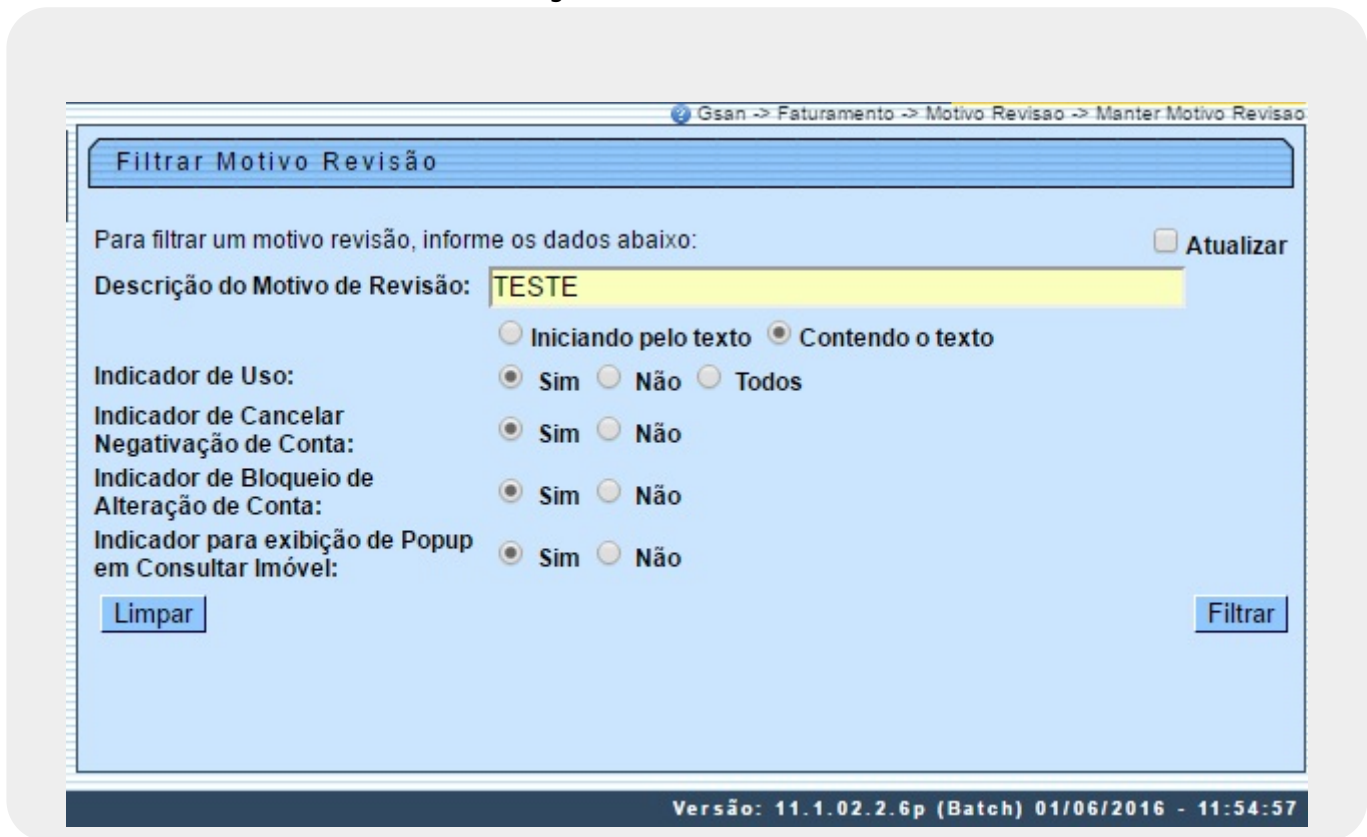 Gsan -> Faturamento -> Motivo Revisao -> Manter Motivo Revisao
Filtrar Motivo Revisão
Para filtrar um motivo revisão, informe os dados abaixo: Atualizar
Descrição do Motivo de Revisão: TESTE
Iniciando pelo texto Contendo o texto
Indicador de Uso: Sim Não Todos
Indicador de Cancelar
Negativação de Conta: Sim Não
Indicador de Bloqueio de
Alteração de Conta: Sim Não
Indicador para exibição de Popup
em Consultar Imóvel: Sim Não
Limpar Filtrar
Versão: 11.1.02.2.6p (Batch) 01/06/2016 - 11:54:57